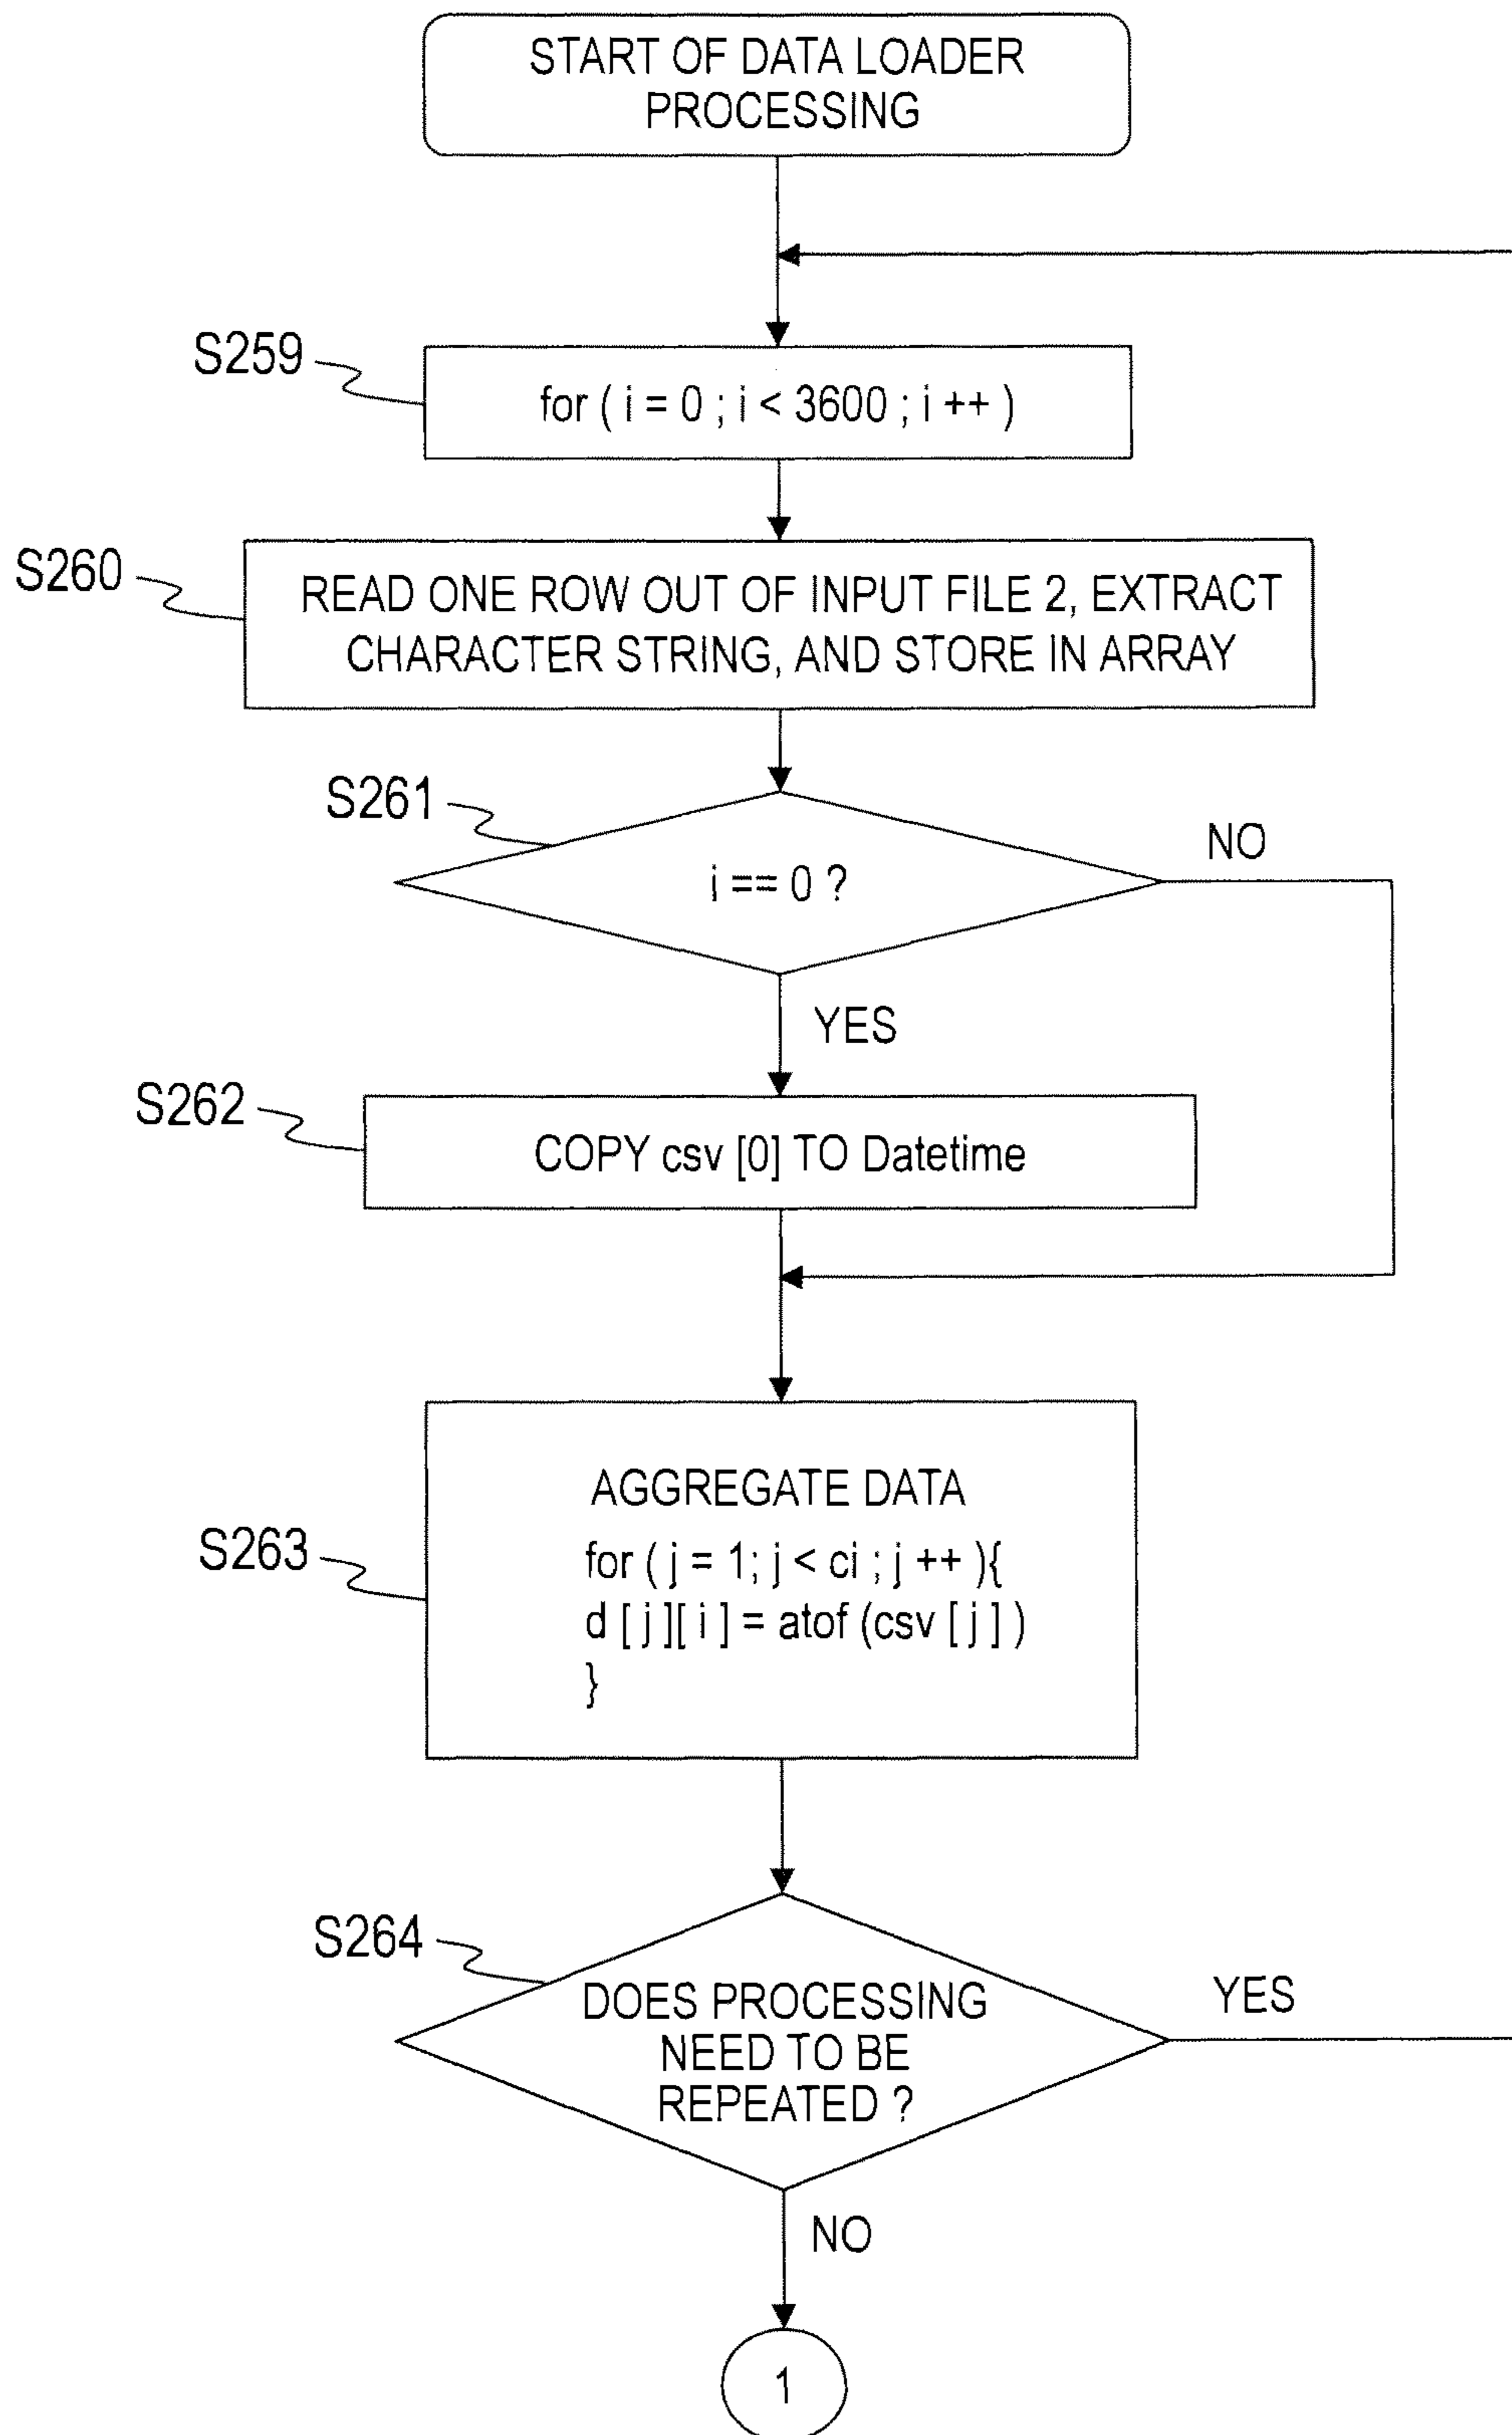 START OF DATA LOADER
PROCESSING
S259
for ( i = 0 ; i < 3600 ; i ++ )
S260
READ ONE ROW OUT OF INPUT FILE 2, EXTRACT
CHARACTER STRING, AND STORE IN ARRAY
S261
i == 0 ?
NO
YES
S262
COPY csv [0] TO Datetime
S263
AGGREGATE DATA
for ( j = 1; j < ci ; j ++ ){
d [ j ][ i ] = atof (csv [ j ] )
}
S264
DOES PROCESSING
NEED TO BE
REPEATED ?
YES
NO
1